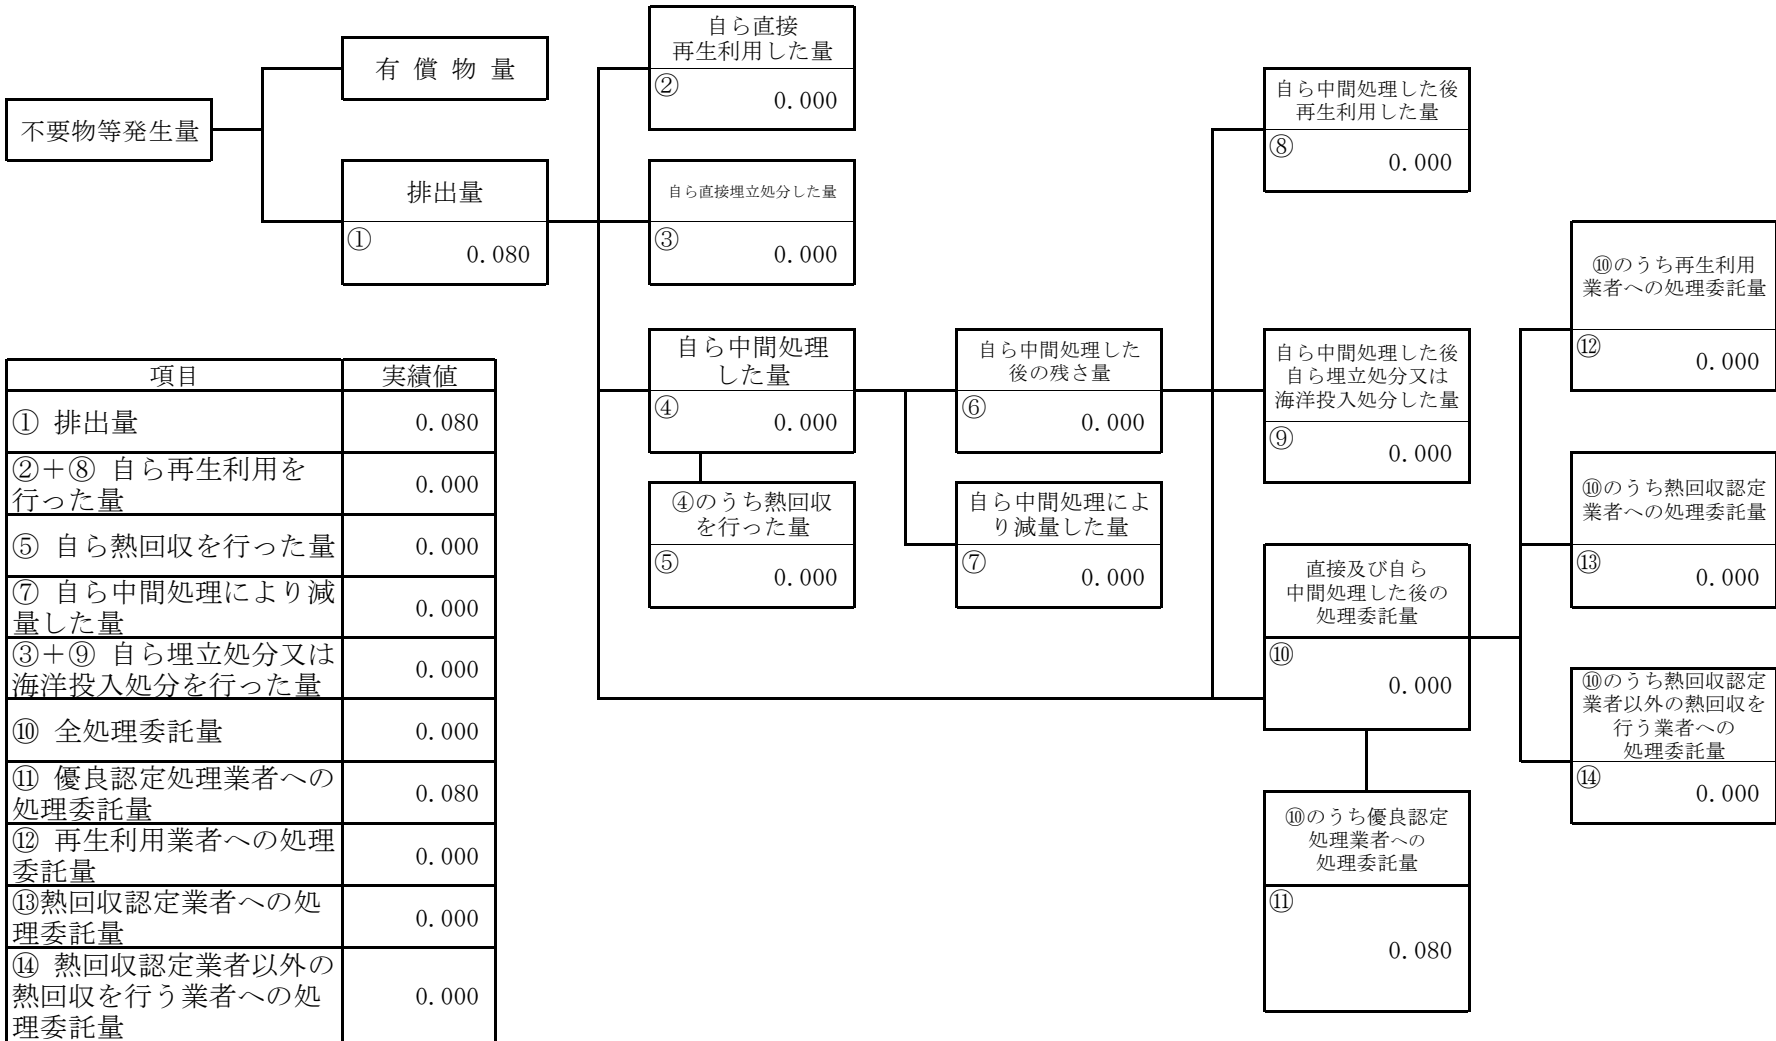 不要物等発生量
有 償 物 量
排出量
①
0.080
自ら直接
再生利用した量
②
0.000
自ら直接埋立処分した量
③
0.000
自ら中間処理
した量
④
0.000
④のうち熱回収
を行った量
⑤
0.000
自ら中間処理した
後の残さ量
⑥
0.000
自ら中間処理によ
り減量した量
⑦
0.000
自ら中間処理した後
再生利用した量
⑧
0.000
自ら中間処理した後
自ら埋立処分又は
海洋投入処分した量
⑨
0.000
直接及び自ら
中間処理した後の
処理委託量
⑩
0.000
⑩のうち優良認定
処理業者への
処理委託量
⑪
0.080
⑩のうち再生利用
業者への処理委託量
⑫
0.000
⑩のうち熱回収認定
業者への処理委託量
⑬
0.000
⑩のうち熱回収認定
業者以外の熱回収を
行う業者への
処理委託量
⑭
0.000
項目 実績値
① 排出量 0.080
②＋⑧ 自ら再生利用を
行った量 0.000
⑤ 自ら熱回収を行った量 0.000
⑦ 自ら中間処理により減
量した量 0.000
③＋⑨ 自ら埋立処分又は
海洋投入処分を行った量 0.000
⑩ 全処理委託量 0.000
⑪ 優良認定処理業者への
処理委託量 0.080
⑫ 再生利用業者への処理
委託量 0.000
⑬熱回収認定業者への処
理委託量 0.000
⑭ 熱回収認定業者以外の
熱回収を行う業者への処
理委託量 0.000